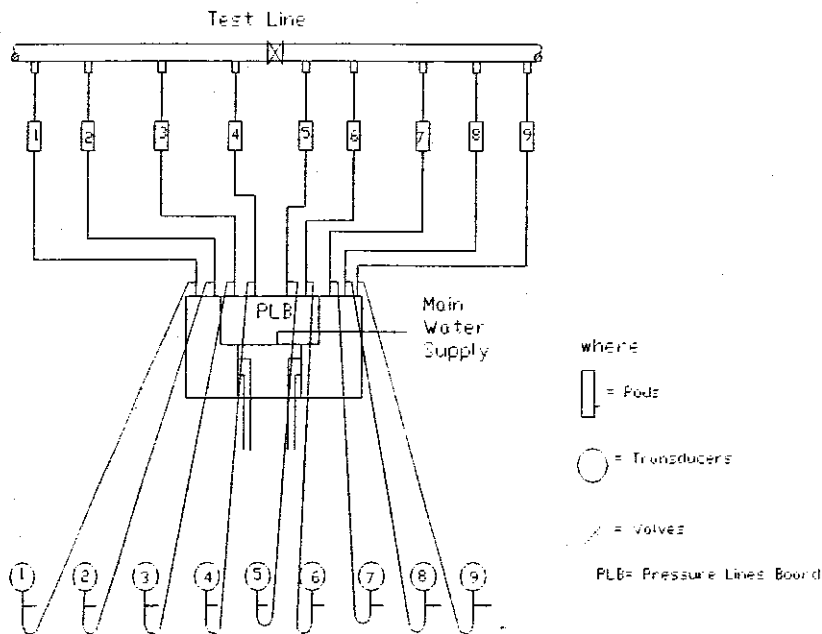 Test Line
1 2 3 4 5 6 7 8 9
PLB
Main
Water
Supply
where
= Pods
= Transducers
= Valves
PLB= Pressure Lines Board
1 2 3 4 5 6 7 8 9